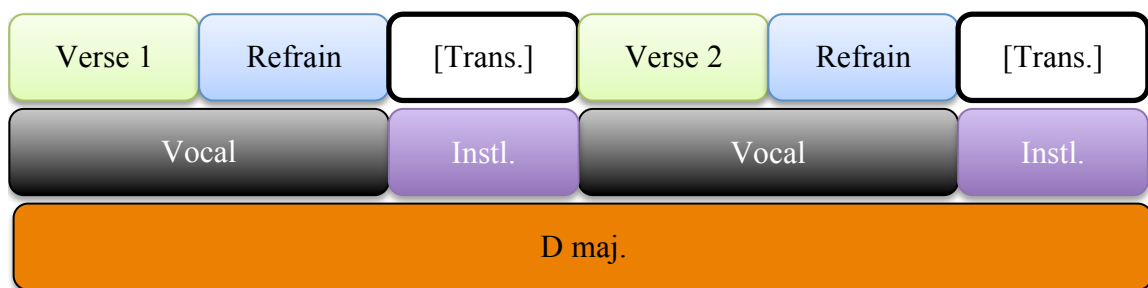 Verse 1 Refrain [Trans.] Verse 2 Refrain [Trans.]
Vocal Instl. Vocal Instl.
D maj.